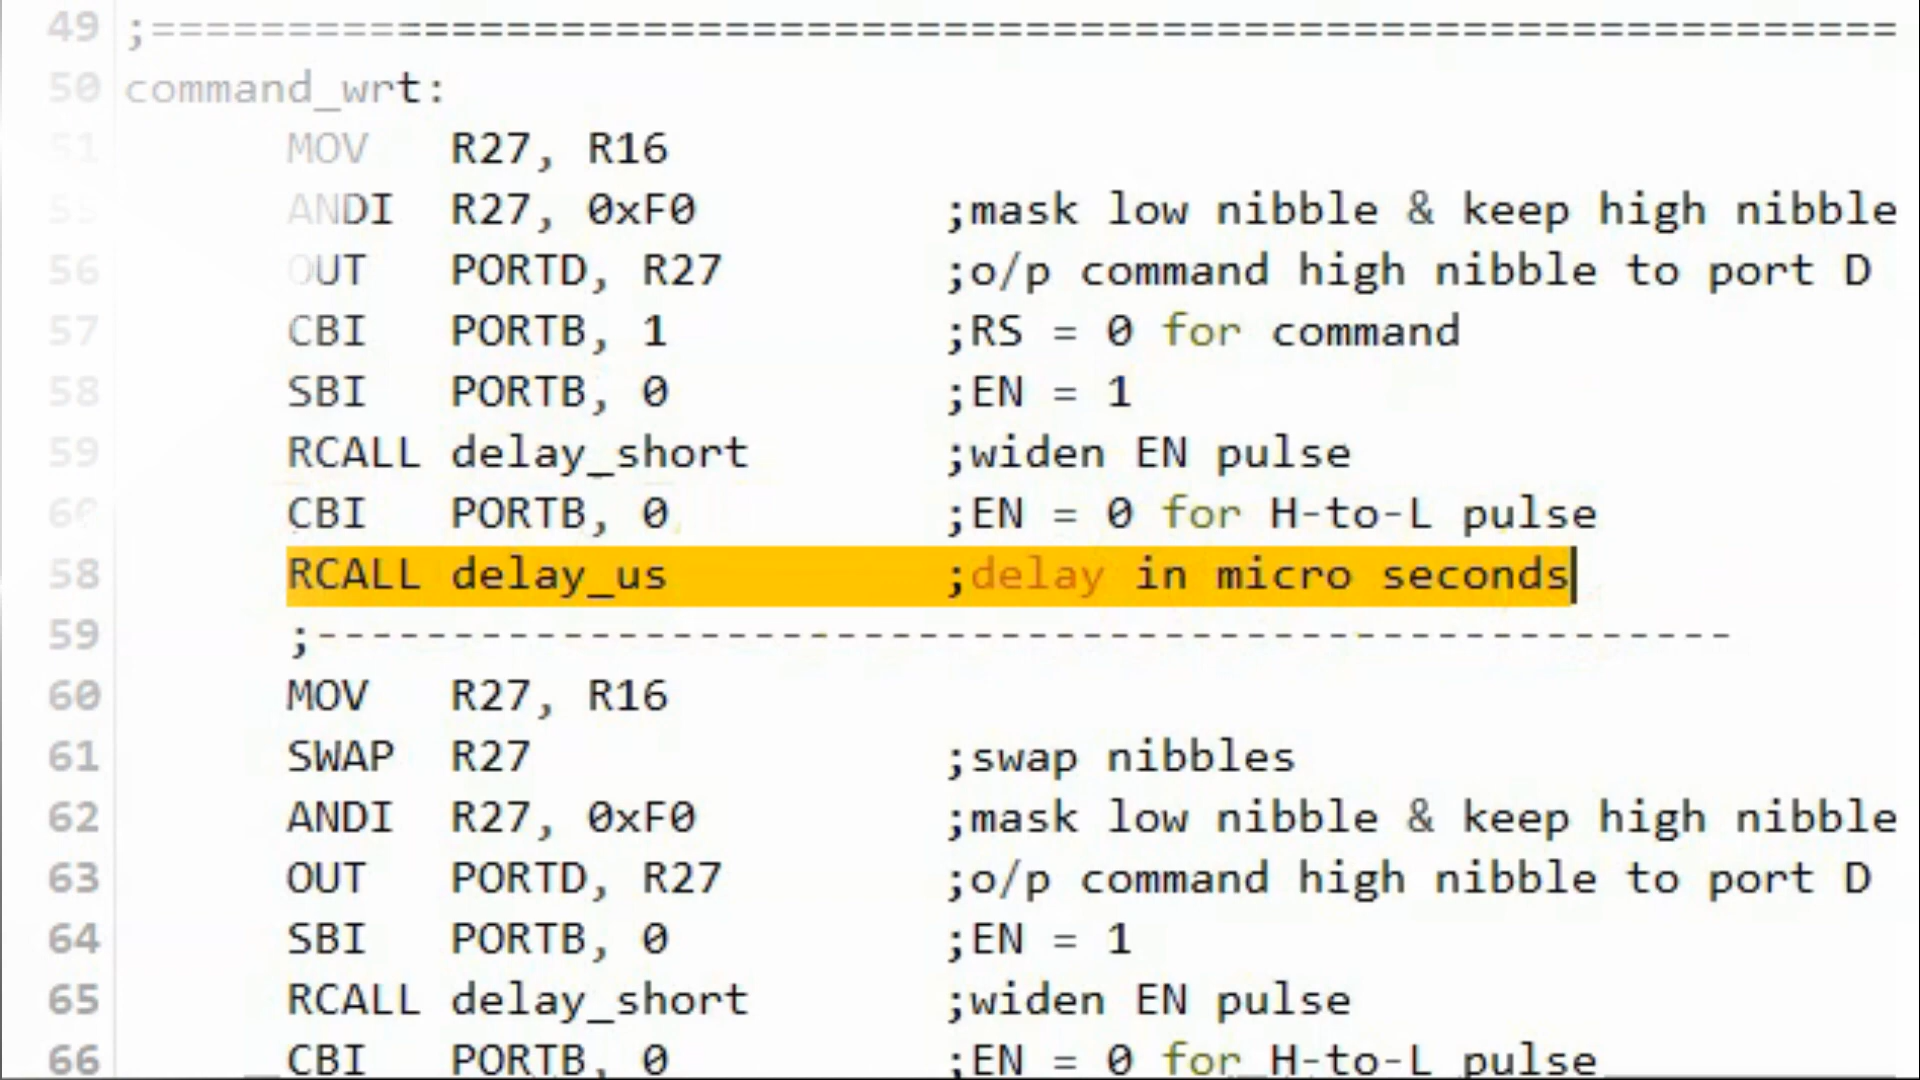 49 ;=================================================================
50 command_wrt:
51 MOV R27, R16
55 ANDI R27, 0xF0 ;mask low nibble & keep high nibble
56 OUT PORTD, R27 ;o/p command high nibble to port D
57 CBI PORTB, 1 ;RS = 0 for command
58 SBI PORTB, 0 ;EN = 1
59 RCALL delay_short ;widen EN pulse
60 CBI PORTB, 0 ;EN = 0 for H-to-L pulse
58 RCALL delay_us ;delay in micro seconds
59 ;----------------------------------------------------
60 MOV R27, R16
61 SWAP R27 ;swap nibbles
62 ANDI R27, 0xF0 ;mask low nibble & keep high nibble
63 OUT PORTD, R27 ;o/p command high nibble to port D
64 SBI PORTB, 0 ;EN = 1
65 RCALL delay_short ;widen EN pulse
66 CBI PORTB, 0 ;EN = 0 for H-to-L pulse